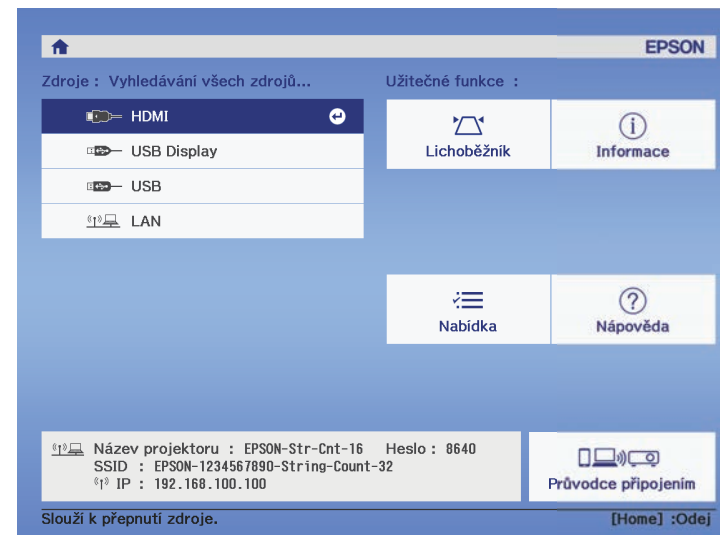 EPSON
Zdroje : Vyhledáváni všech zdrojů...
Užitečné funkce :
HDMI
USB Display
USB
LAN
Lichoběžník
Informace
Nabídka
Nápověda
Název projektoru : EPSON-Str-Cnt-16 Heslo : 8640
SSID : EPSON-1234567890-String-Count-32
IP : 192.168.100.100
Průvodce připojením
Slouží k přepnutí zdroje.
[Home] :Odej